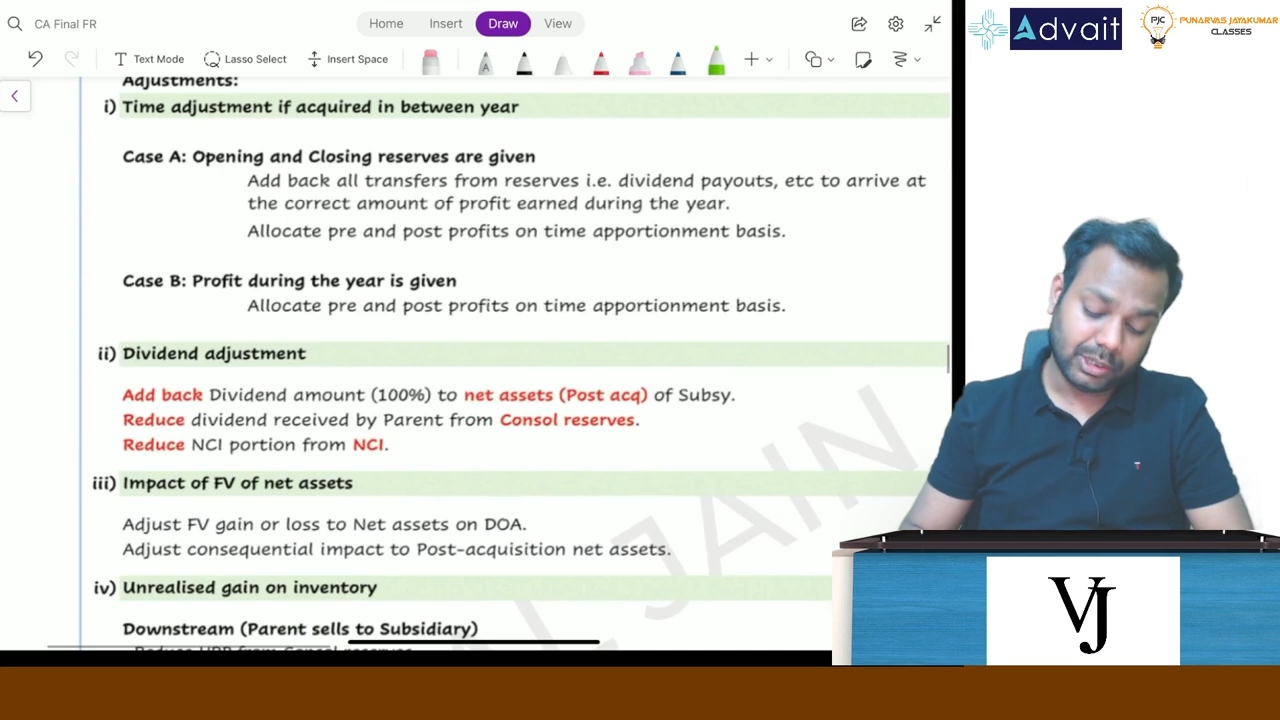 CA Final FR
Home
Insert
Draw
View
Text Mode
Lasso Select
Insert Space
Advait
PJC
PUNARVAS JAYAKUMAR
CLASSES
Adjustments:
i) Time adjustment if acquired in between year
Case A: Opening and Closing reserves are given
Add back all transfers from reserves i.e. dividend payouts, etc to arrive at
the correct amount of profit earned during the year.
Allocate pre and post profits on time apportionment basis.
Case B: Profit during the year is given
Allocate pre and post profits on time apportionment basis.
ii) Dividend adjustment
Add back Dividend amount (100%) to net assets (Post acq) of Subsy.
Reduce dividend received by Parent from Consol reserves.
Reduce NCI portion from NCI.
iii) Impact of FV of net assets
Adjust FV gain or loss to Net assets on DOA.
Adjust consequential impact to Post-acquisition net assets.
iv) Unrealised gain on inventory
Downstream (Parent sells to Subsidiary)
JAIN
VJ